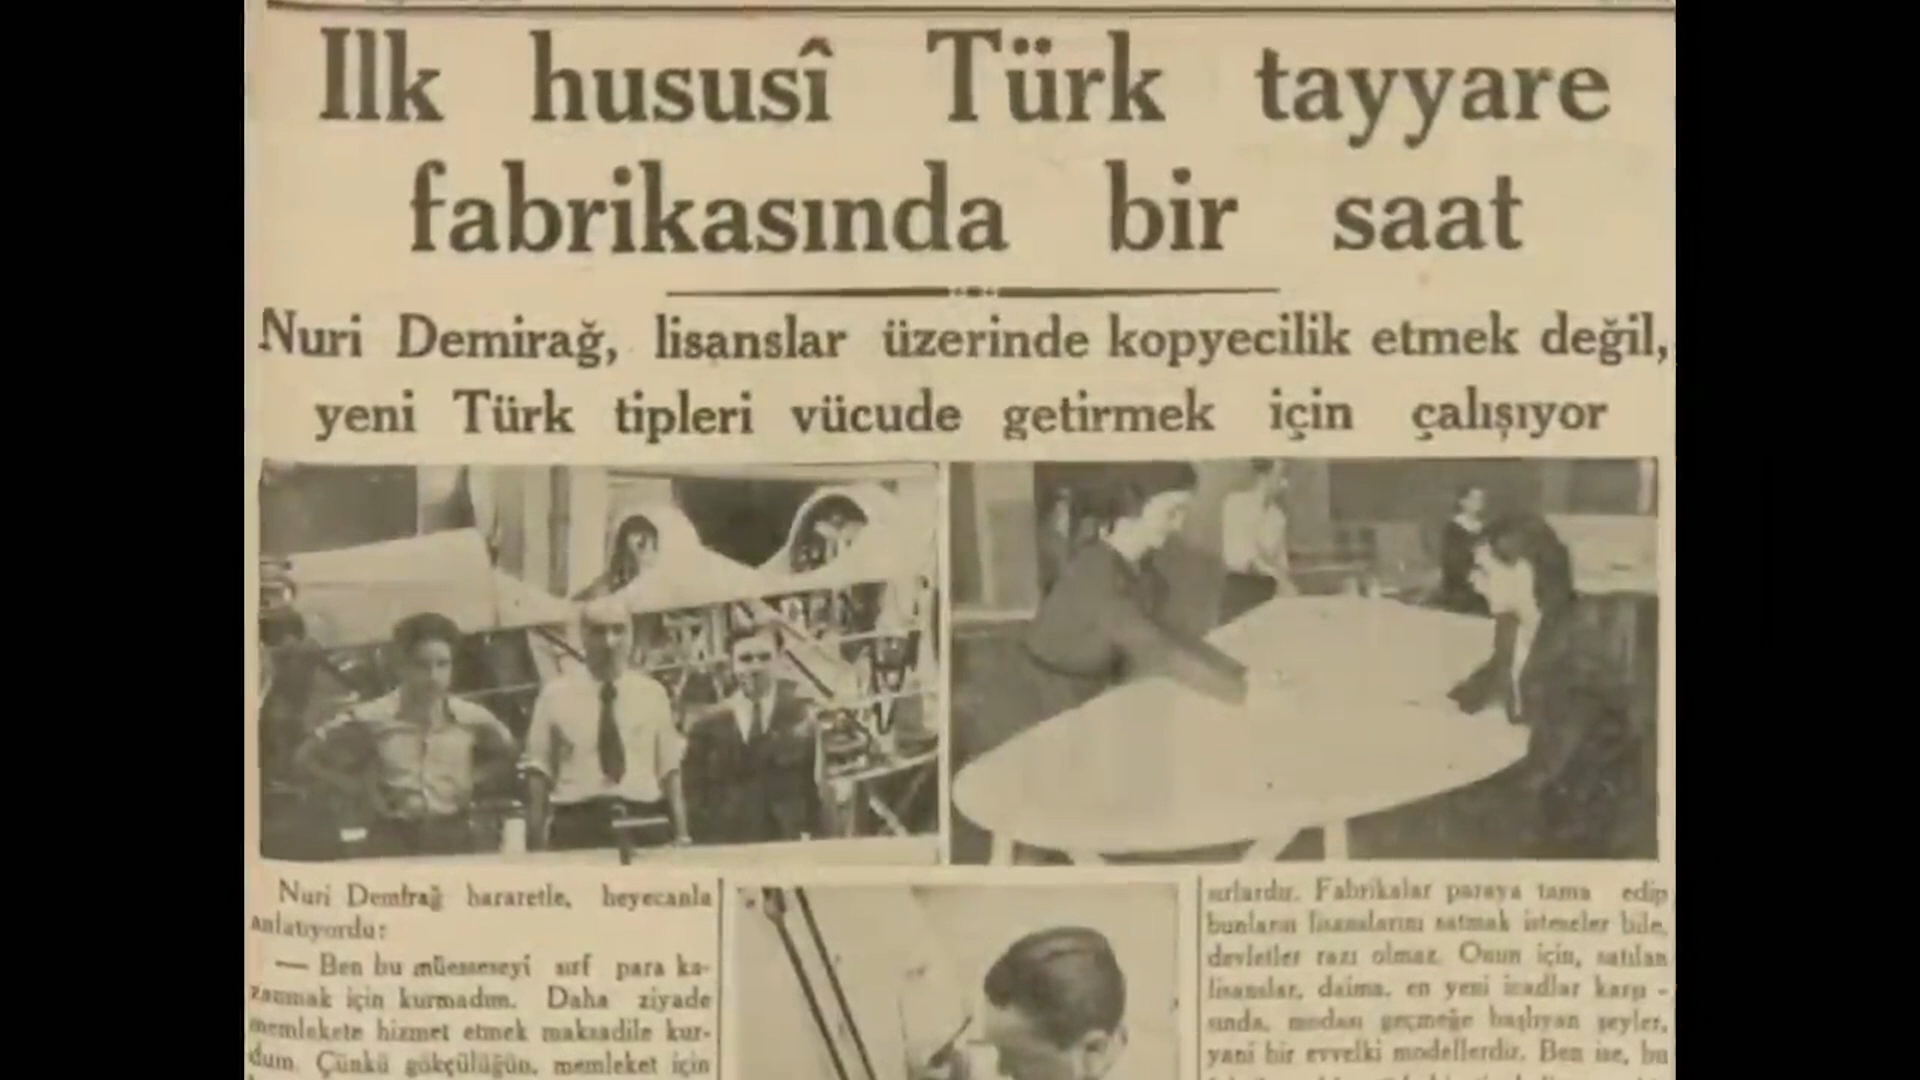 Ilk hususî Türk tayyare
fabrikasında bir saat
Nuri Demirağ, lisanslar üzerinde kopyecilik etmek değil,
yeni Türk tipleri vücude getirmek için çalışıyor
Nuri Demirağ hararetle, heyecanla
anlatıyordu:
— Ben bu müesseseyi sırf para ka-
zanmak için kurmadım. Daha ziyade
memlekete hizmet etmek maksadile kur-
dum. Çünkü gökçülüğün, memleket için
sırlardır. Fabrikalar paraya tama edip
bunların lisanslarını satmak isteseler bile,
devletler razı olmaz. Onun için, satılan
lisanslar, daima, en yeni icadlar karşı -
sında, modası geçmeğe başlıyan şeyler,
yani bir evvelki modellerdir. Ben ise, bu